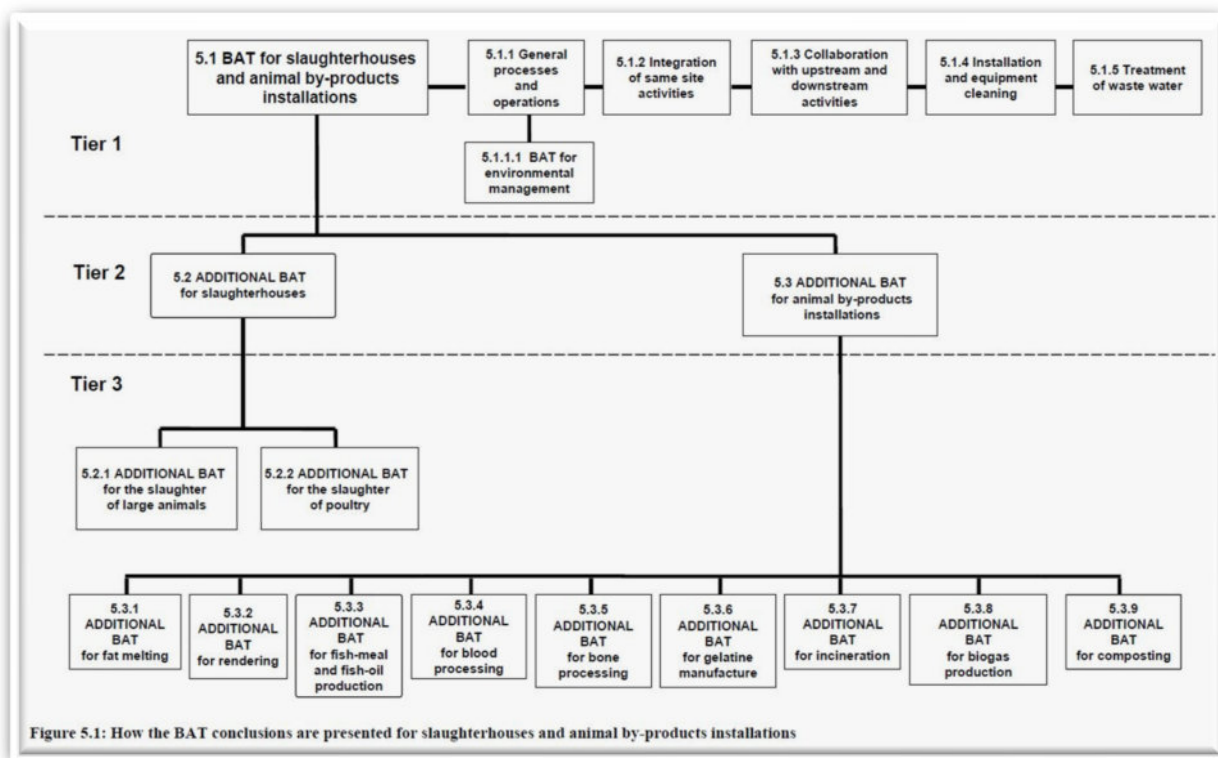 5.1 BAT for slaughterhouses
and animal by-products
installations
5.1.1 General
processes
and
operations
5.1.2 Integration
of same site
activities
5.1.3 Collaboration
with upstream and
downstream
activities
5.1.4 Installation
and equipment
cleaning
5.1.5 Treatment
of waste water
Tier 1
5.1.1.1 BAT for
environmental
management
Tier 2
5.2 ADDITIONAL BAT
for slaughterhouses
5.3 ADDITIONAL BAT
for animal by-products
installations
Tier 3
5.2.1 ADDITIONAL BAT
for the slaughter
of large animals
5.2.2 ADDITIONAL BAT
for the slaughter
of poultry
5.3.1
ADDITIONAL
BAT
for fat melting
5.3.2
ADDITIONAL
BAT
for rendering
5.3.3
ADDITIONAL
BAT
for fish-meal
and fish-oil
production
5.3.4
ADDITIONAL
BAT
for blood
processing
5.3.5
ADDITIONAL
BAT
for bone
processing
5.3.6
ADDITIONAL
BAT
for gelatine
manufacture
5.3.7
ADDITIONAL
BAT
for incineration
5.3.8
ADDITIONAL
BAT
for biogas
production
5.3.9
ADDITIONAL
BAT
for composting
Figure 5.1: How the BAT conclusions are presented for slaughterhouses and animal by-products installations